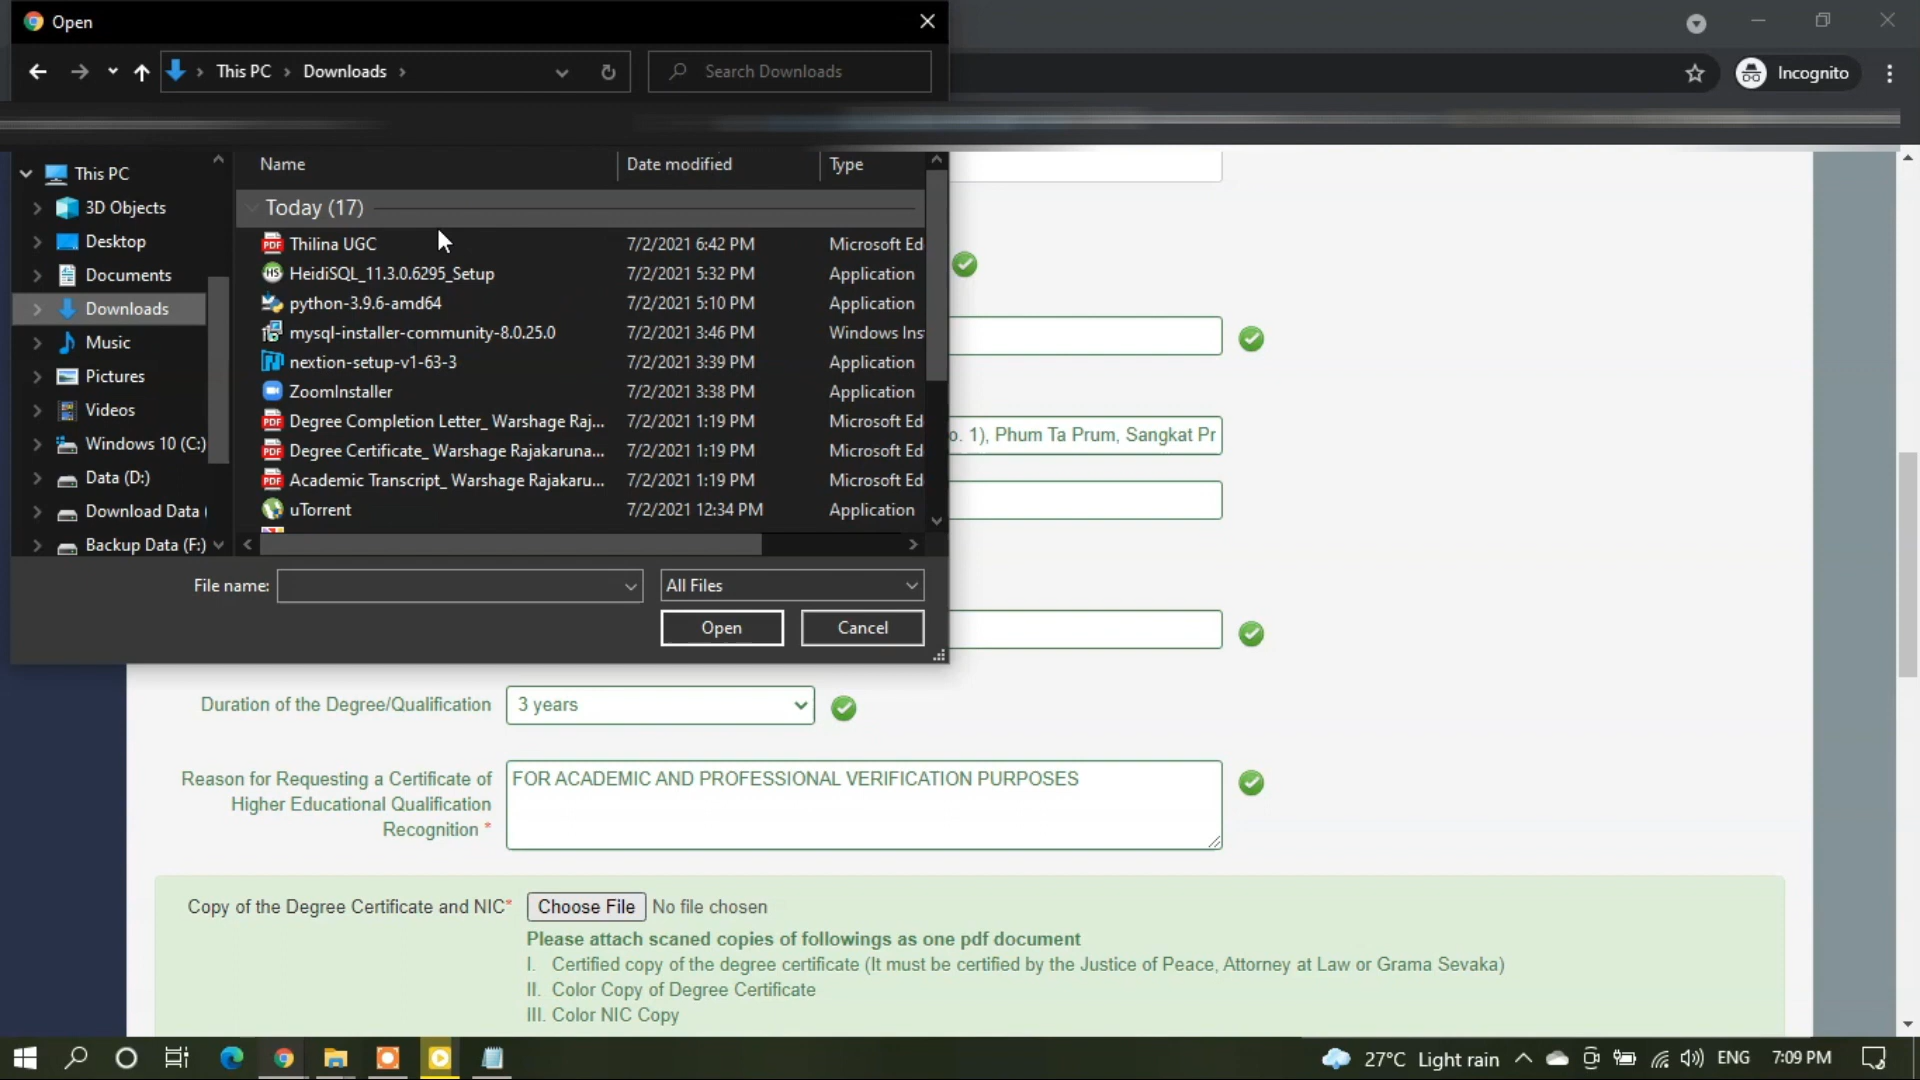 Open
This PC
Downloads
Search Downloads
Incognito
Name
Date modified
Type
This PC
3D Objects
Desktop
Documents
Downloads
Music
Pictures
Videos
Windows 10 (C:)
Data (D:)
Download Data
Backup Data (F:)
Today (17)
Thilina UGC 7/2/2021 6:42 PM Microsoft Ed
HeidiSQL_11.3.0.6295_Setup 7/2/2021 5:32 PM Application
python-3.9.6-amd64 7/2/2021 5:10 PM Application
mysql-installer-community-8.0.25.0 7/2/2021 3:46 PM Windows Ins
nextion-setup-v1-63-3 7/2/2021 3:39 PM Application
ZoomInstaller 7/2/2021 3:38 PM Application
Degree Completion Letter_ Warshage Raj... 7/2/2021 1:19 PM Microsoft Ed
Degree Certificate_ Warshage Rajakaruna... 7/2/2021 1:19 PM Microsoft Ed
Academic Transcript_ Warshage Rajakaru... 7/2/2021 1:19 PM Microsoft Ed
uTorrent 7/2/2021 12:34 PM Application
File name:
All Files
Open
Cancel
o. 1), Phum Ta Prum, Sangkat Pr
Duration of the Degree/Qualification
3 years
Reason for Requesting a Certificate of
Higher Educational Qualification
Recognition *
FOR ACADEMIC AND PROFESSIONAL VERIFICATION PURPOSES
Copy of the Degree Certificate and NIC*
Choose File No file chosen
Please attach scaned copies of followings as one pdf document
I. Certified copy of the degree certificate (It must be certified by the Justice of Peace, Attorney at Law or Grama Sevaka)
II. Color Copy of Degree Certificate
III. Color NIC Copy
27°C Light rain
ENG
7:09 PM